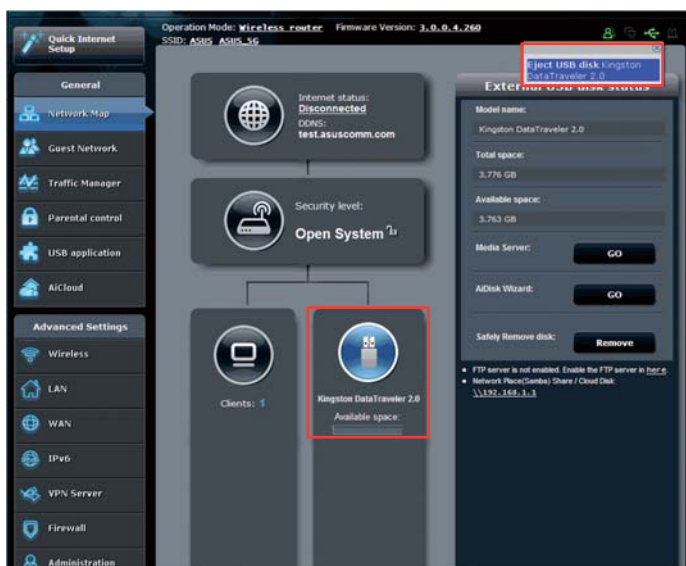 Quick Internet
Setup
Operation Mode: Wireless router Firmware Version: 3.0.0.4.260
SSID: ASUS ASUS_5G
General
Network Map
Guest Network
Traffic Manager
Parental control
USB application
AiCloud
Advanced Settings
Wireless
LAN
WAN
IPv6
VPN Server
Firewall
Administration
Internet status:
Disconnected
DDNS:
test.asuscomm.com
Security level:
Open System
Clients: 1
Kingston DataTraveler 2.0
Available space:
Eject USB disk Kingston
DataTraveler 2.0
External USB disk status
Model name:
Kingston DataTraveler 2.0
Total space:
3.776 GB
Available space:
3.763 GB
Media Server:
GO
AiDisk Wizard:
GO
Safely Remove disk:
Remove
FTP server is not enabled. Enable the FTP server in here.
Network Place(Samba) Share / Cloud Disk:
\\192.168.1.1